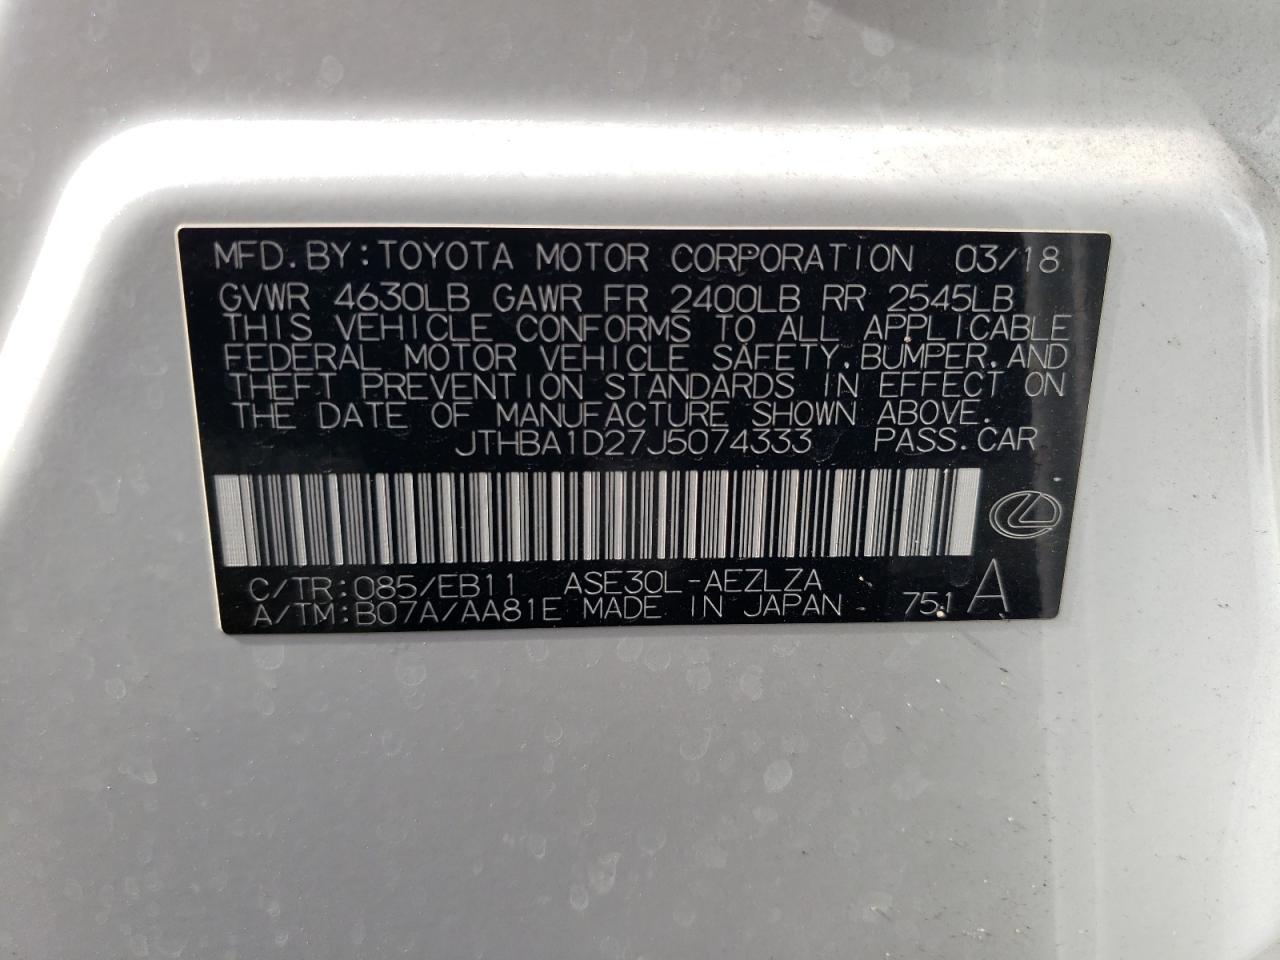 MFD.BY:TOYOTA MOTOR CORPORATION 03/18
GVWR 4630LB GAWR FR 2400LB RR 2545LB
THIS VEHICLE CONFORMS TO ALL APPLICABLE
FEDERAL MOTOR VEHICLE SAFETY,BUMPER,AND
THEFT PREVENTION STANDARDS IN EFFECT ON
THE DATE OF MANUFACTURE SHOWN ABOVE.
JTHBA1D27J5074333 PASS.CAR
C/TR:085/EB11 ASE30L-AEZLZA
A/TM:B07A/AA81E MADE IN JAPAN 751 A